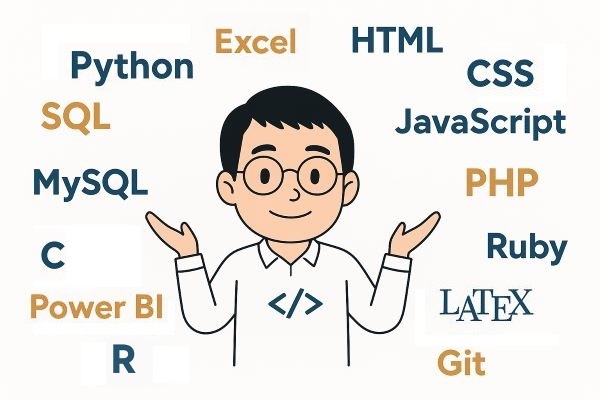 Excel
HTML
Python
CSS
SQL
JavaScript
MySQL
PHP
C
Ruby
Power BI
</>
LATEX
R
Git